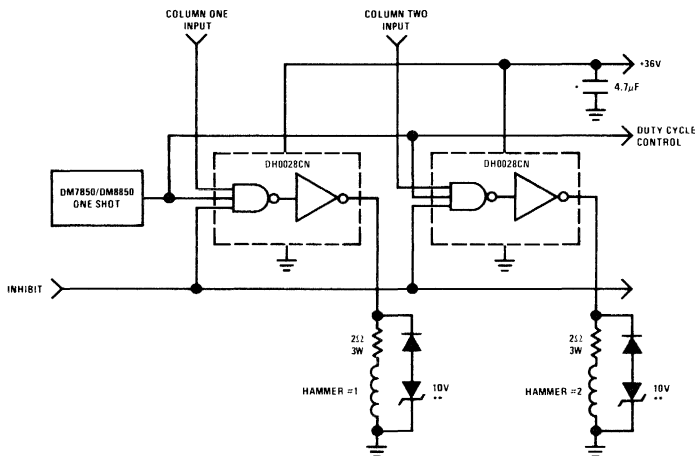 COLUMN ONE
INPUT
COLUMN TWO
INPUT
+36V
4.7μF
DUTY CYCLE
CONTROL
DH0028CN
DH0028CN
DM7850/DM8850
ONE SHOT
INHIBIT
2Ω
3W
10V
**
HAMMER =1
2Ω
3W
10V
**
HAMMER =2